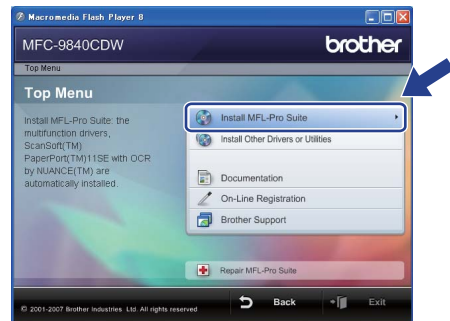 Macromedia Flash Player 8
MFC-9840CDW
brother
Top Menu
Top Menu
Install MFL-Pro Suite: the
multifunction drivers,
ScanSoft(TM)
PaperPort(TM)11SE with OCR
by NUANCE(TM) are
automatically installed.
Install MFL-Pro Suite
Install Other Drivers or Utilities
Documentation
On-Line Registration
Brother Support
Repair MFL-Pro Suite
© 2001-2007 Brother Industries Ltd. All rights reserved
Back
Exit